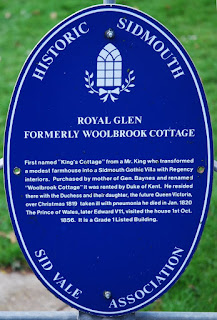 HISTORIC SIDMOUTH
ROYAL GLEN
FORMERLY WOOLBROOK COTTAGE
First named "King's Cottage" from a Mr. King who transformed
a modest farmhouse into a Sidmouth Gothic Villa with Regency
interiors. Purchased by mother of Gen. Baynes and renamed
"Woolbrook Cottage" it was rented by Duke of Kent. He resided
there with the Duchess and their daughter, the future Queen Victoria,
over Christmas 1819 taken ill with pneumonia he died in Jan. 1820
The Prince of Wales, later Edward V11, visited the house 1st Oct.
1856. It is a Grade 1 Listed Building.
SID VALE ASSOCIATION